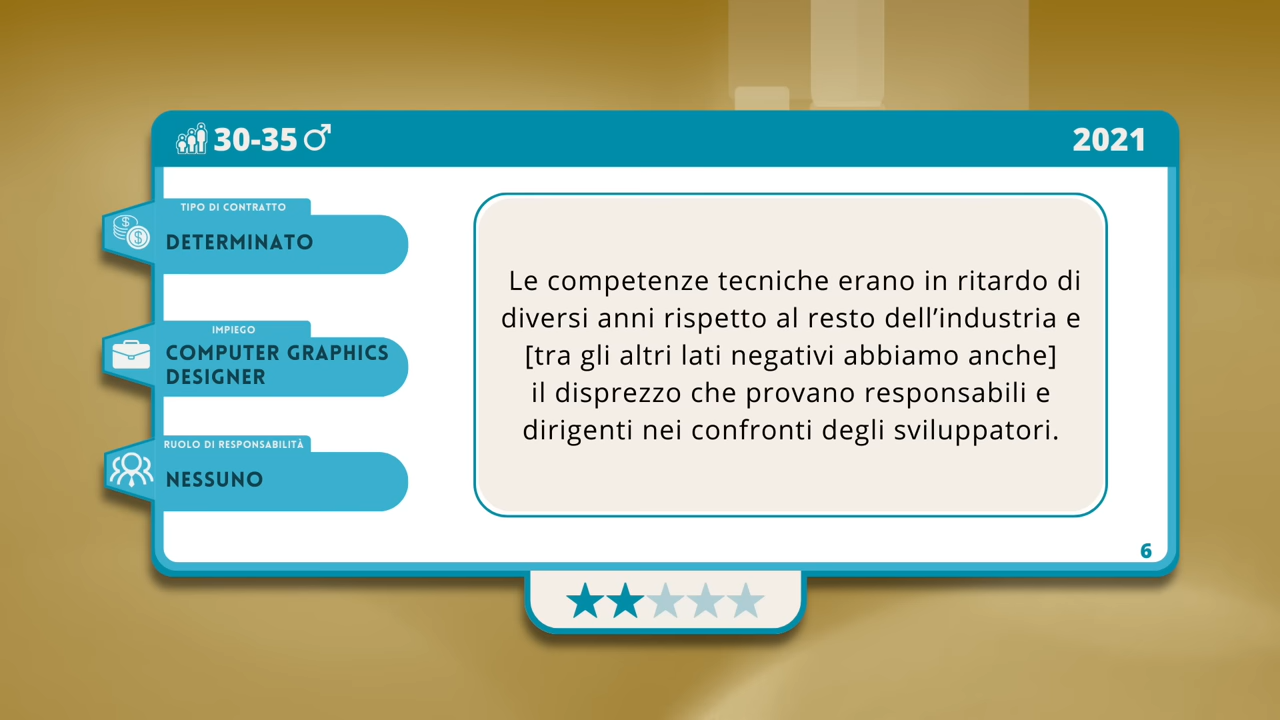 30-35
2021
TIPO DI CONTRATTO
DETERMINATO
IMPIEGO
COMPUTER GRAPHICS
DESIGNER
RUOLO DI RESPONSABILITÀ
NESSUNO
Le competenze tecniche erano in ritardo di
diversi anni rispetto al resto dell’industria e
[tra gli altri lati negativi abbiamo anche]
il disprezzo che provano responsabili e
dirigenti nei confronti degli sviluppatori.
6